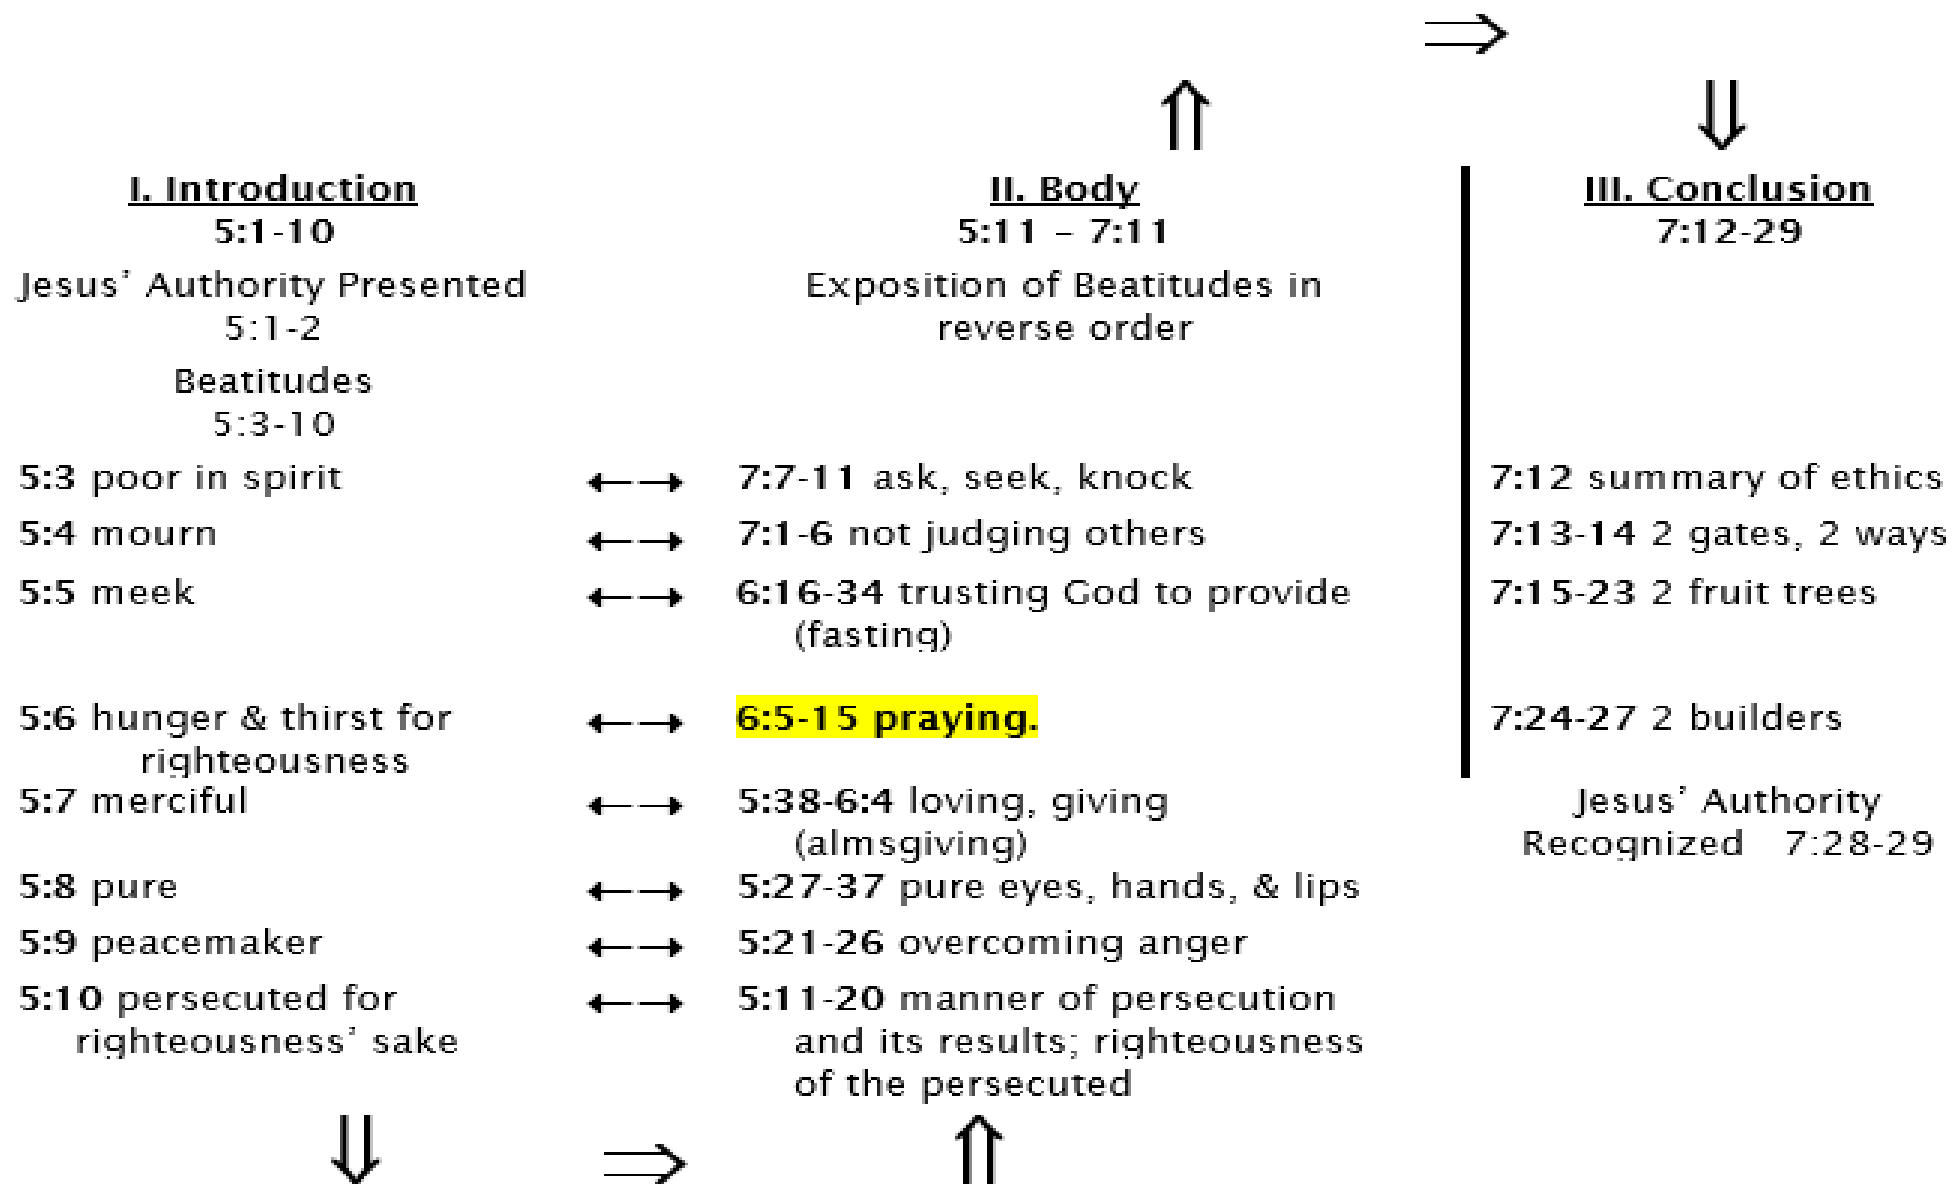 I. Introduction
5:1-10
Jesus’ Authority Presented
5:1-2
Beatitudes
5:3-10
5:3 poor in spirit
5:4 mourn
5:5 meek
5:6 hunger & thirst for
righteousness
5:7 merciful
5:8 pure
5:9 peacemaker
5:10 persecuted for
righteousness’ sake
II. Body
5:11 – 7:11
Exposition of Beatitudes in
reverse order
7:7-11 ask, seek, knock
7:1-6 not judging others
6:16-34 trusting God to provide
(fasting)
6:5-15 praying.
5:38-6:4 loving, giving
(almsgiving)
5:27-37 pure eyes, hands, & lips
5:21-26 overcoming anger
5:11-20 manner of persecution
and its results; righteousness
of the persecuted
III. Conclusion
7:12-29
7:12 summary of ethics
7:13-14 2 gates, 2 ways
7:15-23 2 fruit trees
7:24-27 2 builders
Jesus’ Authority
Recognized 7:28-29